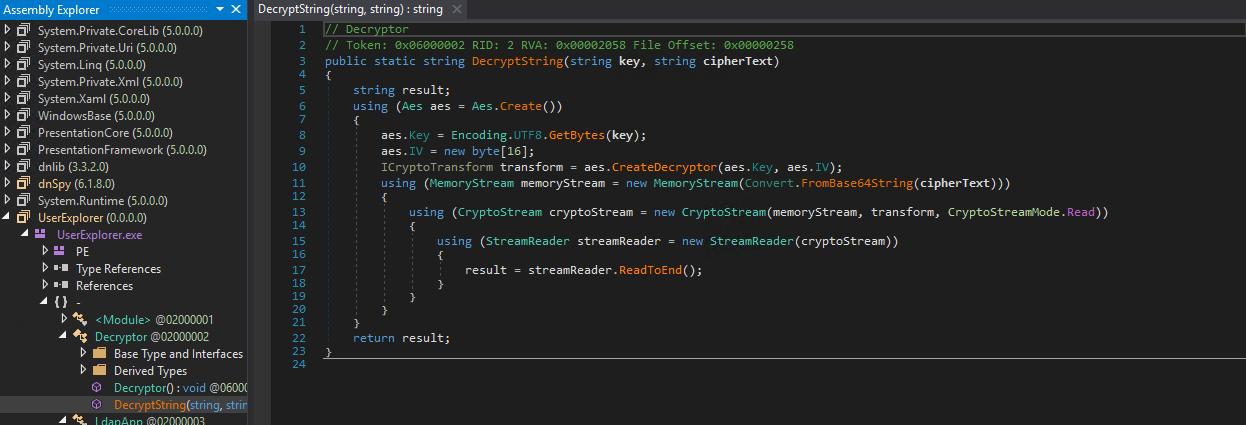 Assembly Explorer
System.Private.CoreLib (5.0.0.0)
System.Private.Uri (5.0.0.0)
System.Linq (5.0.0.0)
System.Private.Xml (5.0.0.0)
System.Xaml (5.0.0.0)
WindowsBase (5.0.0.0)
PresentationCore (5.0.0.0)
PresentationFramework (5.0.0.0)
dnlib (3.3.2.0)
dnSpy (6.1.8.0)
System.Runtime (5.0.0.0)
UserExplorer (0.0.0.0)
UserExplorer.exe
PE
Type References
References
{ } -
<Module> @02000001
Decryptor @02000002
Base Type and Interfaces
Derived Types
Decryptor() : void @0600
DecryptString(string, strin
LdapApp @02000003
DecryptString(string, string) : string
1 // Decryptor
2 // Token: 0x06000002 RID: 2 RVA: 0x00002058 File Offset: 0x00000258
3 public static string DecryptString(string key, string cipherText)
4 {
5 string result;
6 using (Aes aes = Aes.Create())
7 {
8 aes.Key = Encoding.UTF8.GetBytes(key);
9 aes.IV = new byte[16];
10 ICryptoTransform transform = aes.CreateDecryptor(aes.Key, aes.IV);
11 using (MemoryStream memoryStream = new MemoryStream(Convert.FromBase64String(cipherText)))
12 {
13 using (CryptoStream cryptoStream = new CryptoStream(memoryStream, transform, CryptoStreamMode.Read))
14 {
15 using (StreamReader streamReader = new StreamReader(cryptoStream))
16 {
17 result = streamReader.ReadToEnd();
18 }
19 }
20 }
21 }
22 return result;
23 }
24